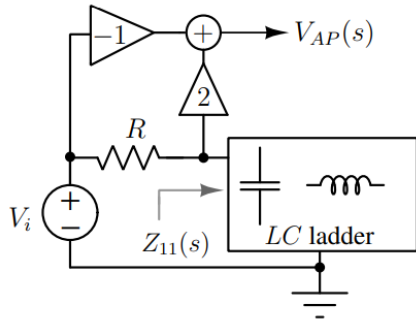 −1
+
V_{AP}(s)
2
R
+
−
V_i
Z_{11}(s)
LC ladder